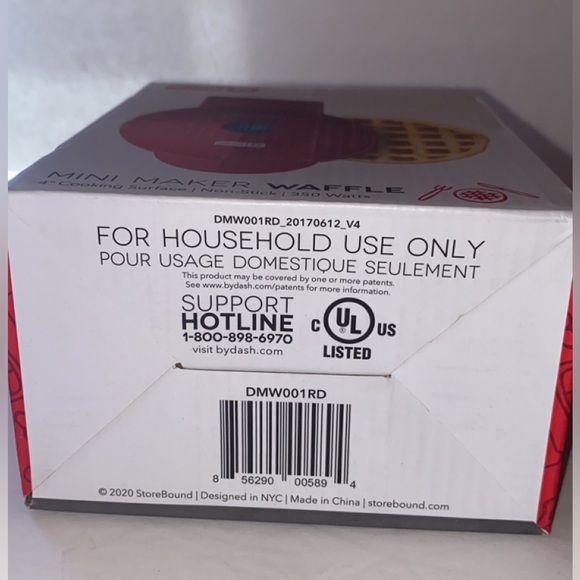 MINI MAKER WAFFLE
4" Cooking Surface | Non-Stick | 350 Watts
DMW001RD_20170612_V4
FOR HOUSEHOLD USE ONLY
POUR USAGE DOMESTIQUE SEULEMENT
This product may be covered by one or more patents.
See www.bydash.com/patents for more information.
SUPPORT
HOTLINE
1-800-898-6970
visit bydash.com
C UL US
LISTED
DMW001RD
8 56290 00589 4
© 2020 StoreBound | Designed in NYC | Made in China | storebound.com